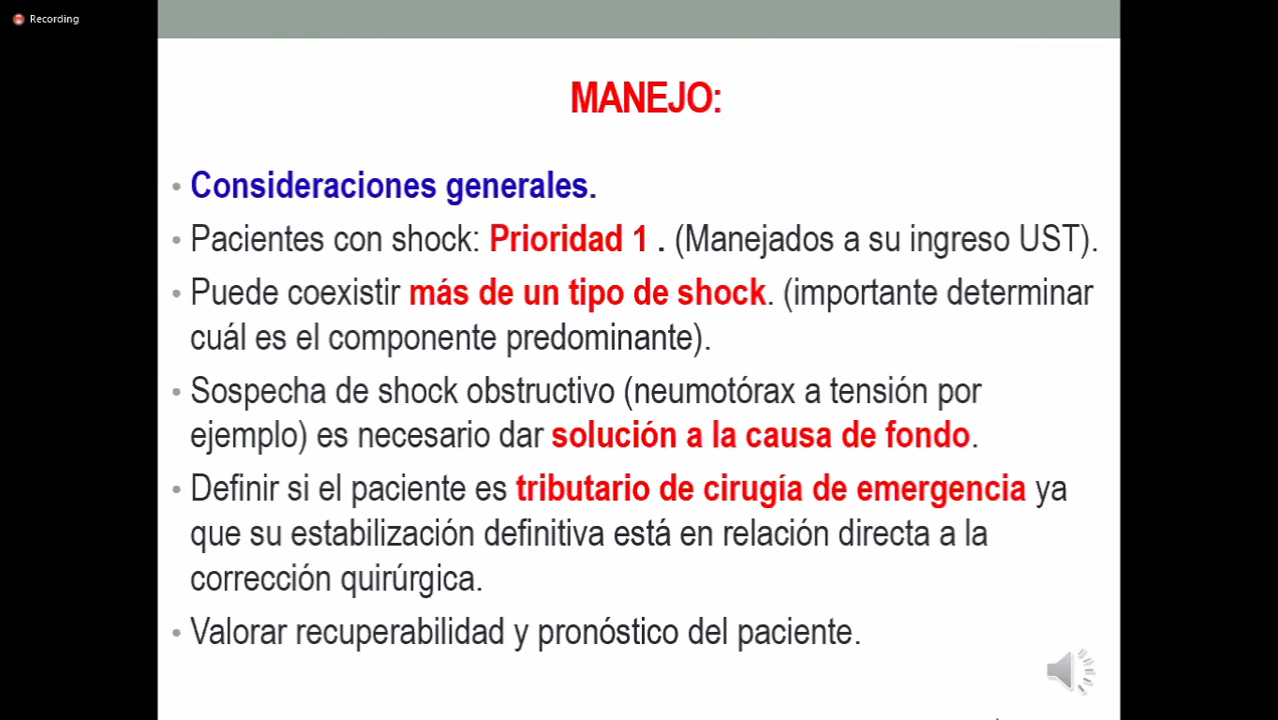 Recording
MANEJO:
• Consideraciones generales.
• Pacientes con shock: Prioridad 1 . (Manejados a su ingreso UST).
• Puede coexistir más de un tipo de shock. (importante determinar
cuál es el componente predominante).
• Sospecha de shock obstructivo (neumotórax a tensión por
ejemplo) es necesario dar solución a la causa de fondo.
• Definir si el paciente es tributario de cirugía de emergencia ya
que su estabilización definitiva está en relación directa a la
corrección quirúrgica.
• Valorar recuperabilidad y pronóstico del paciente.